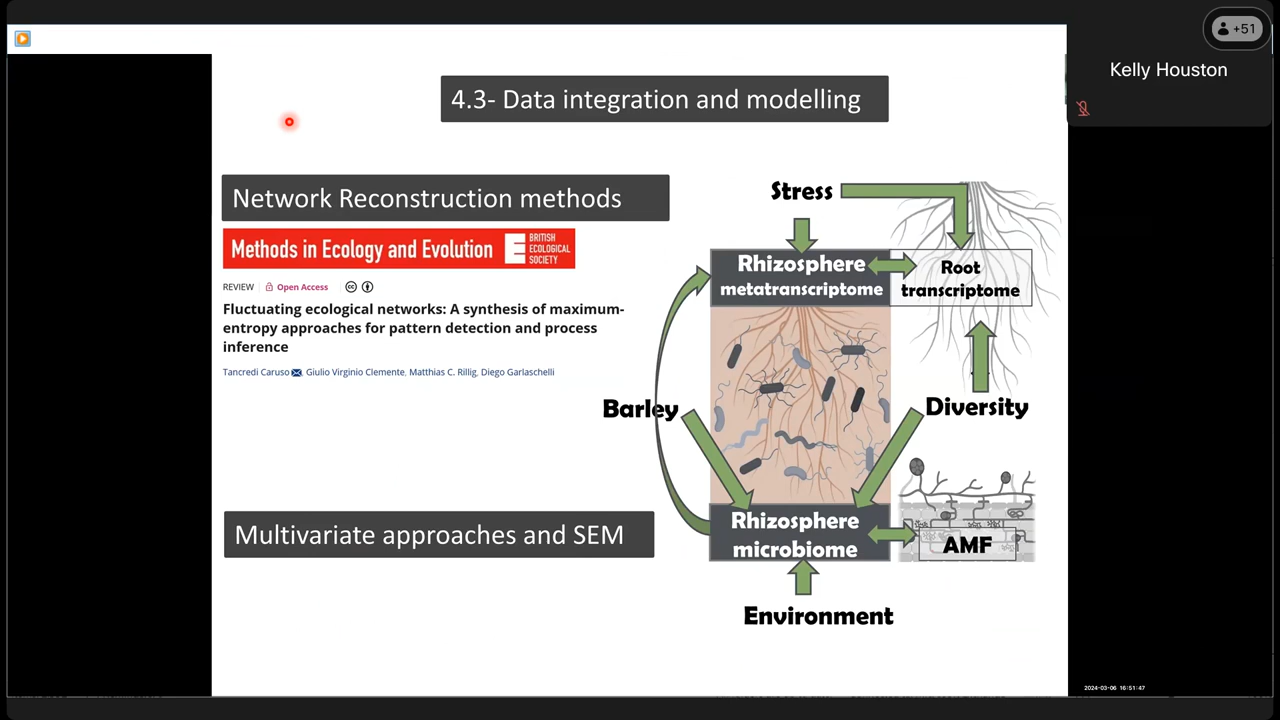 +51
Kelly Houston
4.3- Data integration and modelling
Network Reconstruction methods
Methods in Ecology and Evolution
BRITISH
ECOLOGICAL
SOCIETY
REVIEW
Open Access
Fluctuating ecological networks: A synthesis of maximum-
entropy approaches for pattern detection and process
inference
Tancredi Caruso, Giulio Virginio Clemente, Matthias C. Rillig, Diego Garlaschelli
Multivariate approaches and SEM
Stress
Rhizosphere
metatranscriptome
Root
transcriptome
Barley
Diversity
Rhizosphere
microbiome
AMF
Environment
2024-03-06 16:51:47